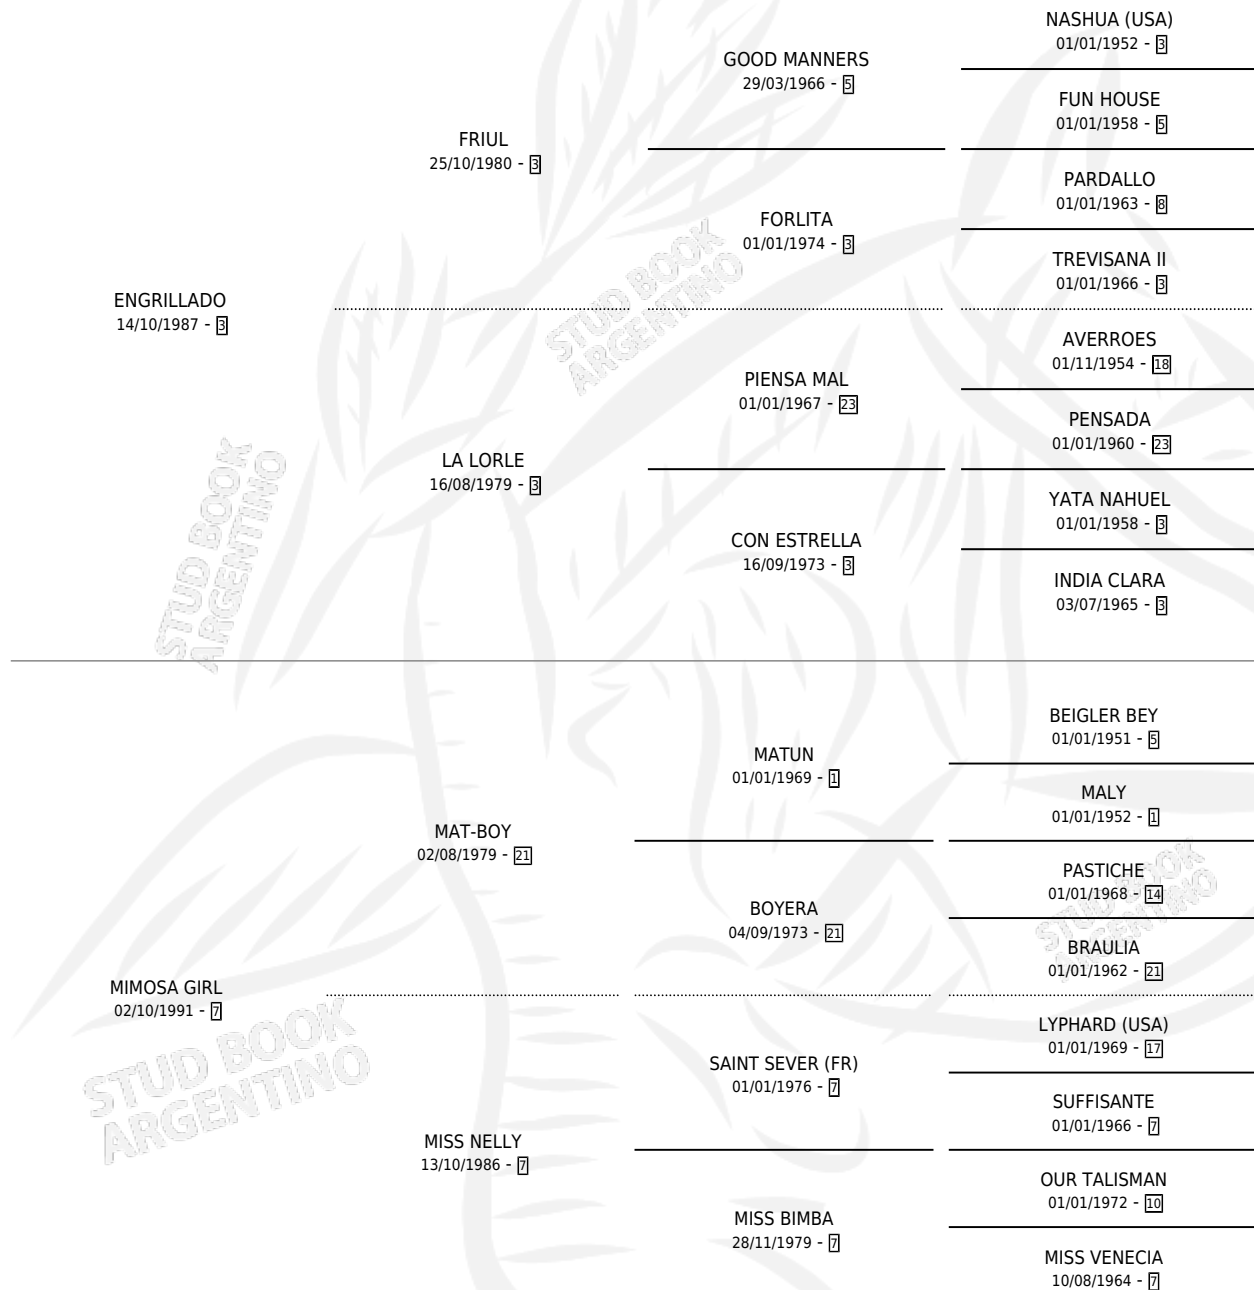 NASHUA (USA)
01/01/1952 - 3
GOOD MANNERS
29/03/1966 - 5
FUN HOUSE
01/01/1958 - 5
FRIUL
25/10/1980 - 3
PARDALLO
01/01/1963 - 8
FORLITA
01/01/1974 - 3
TREVISANA II
01/01/1966 - 3
ENGRILLADO
14/10/1987 - 3
AVERROES
01/11/1954 - 18
PIENSA MAL
01/01/1967 - 23
PENSADA
01/01/1960 - 23
LA LORLE
16/08/1979 - 3
YATA NAHUEL
01/01/1958 - 3
CON ESTRELLA
16/09/1973 - 3
INDIA CLARA
03/07/1965 - 3
BEIGLER BEY
01/01/1951 - 5
MATUN
01/01/1969 - 1
MALY
01/01/1952 - 1
MAT-BOY
02/08/1979 - 21
PASTICHE
01/01/1968 - 14
BOYERA
04/09/1973 - 21
BRAULIA
01/01/1962 - 21
MIMOSA GIRL
02/10/1991 - 7
LYPHARD (USA)
01/01/1969 - 17
SAINT SEVER (FR)
01/01/1976 - 7
SUFFISANTE
01/01/1966 - 7
MISS NELLY
13/10/1986 - 7
OUR TALISMAN
01/01/1972 - 10
MISS BIMBA
28/11/1979 - 7
MISS VENECIA
10/08/1964 - 7
STUD BOOK
ARGENTINO
STUD BOOK
ARGENTINO
STUD BOOK
ARGENTINO
STUD BOOK
ARGENTINO